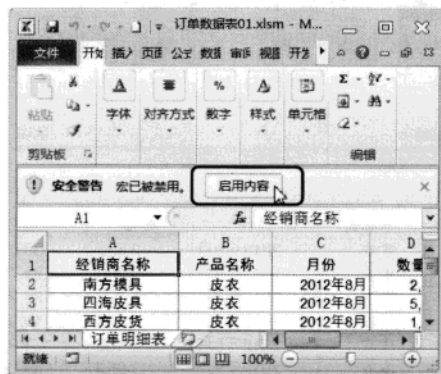 订单数据表01.xlsm - M...
文件 开始 插入 页面 公式 数据 审阅 视图 开发
粘贴 字体 对齐方式 数字 样式 单元格
剪贴板 编辑
安全警告 宏已被禁用。 启用内容
A1 fx 经销商名称
A B C D
1 经销商名称 产品名称 月份 数量
2 南方模具 皮衣 2012年8月 2,
3 四海皮具 皮衣 2012年8月 5,
4 西方皮货 皮衣 2012年8月 1,
订单明细表
就绪 100%